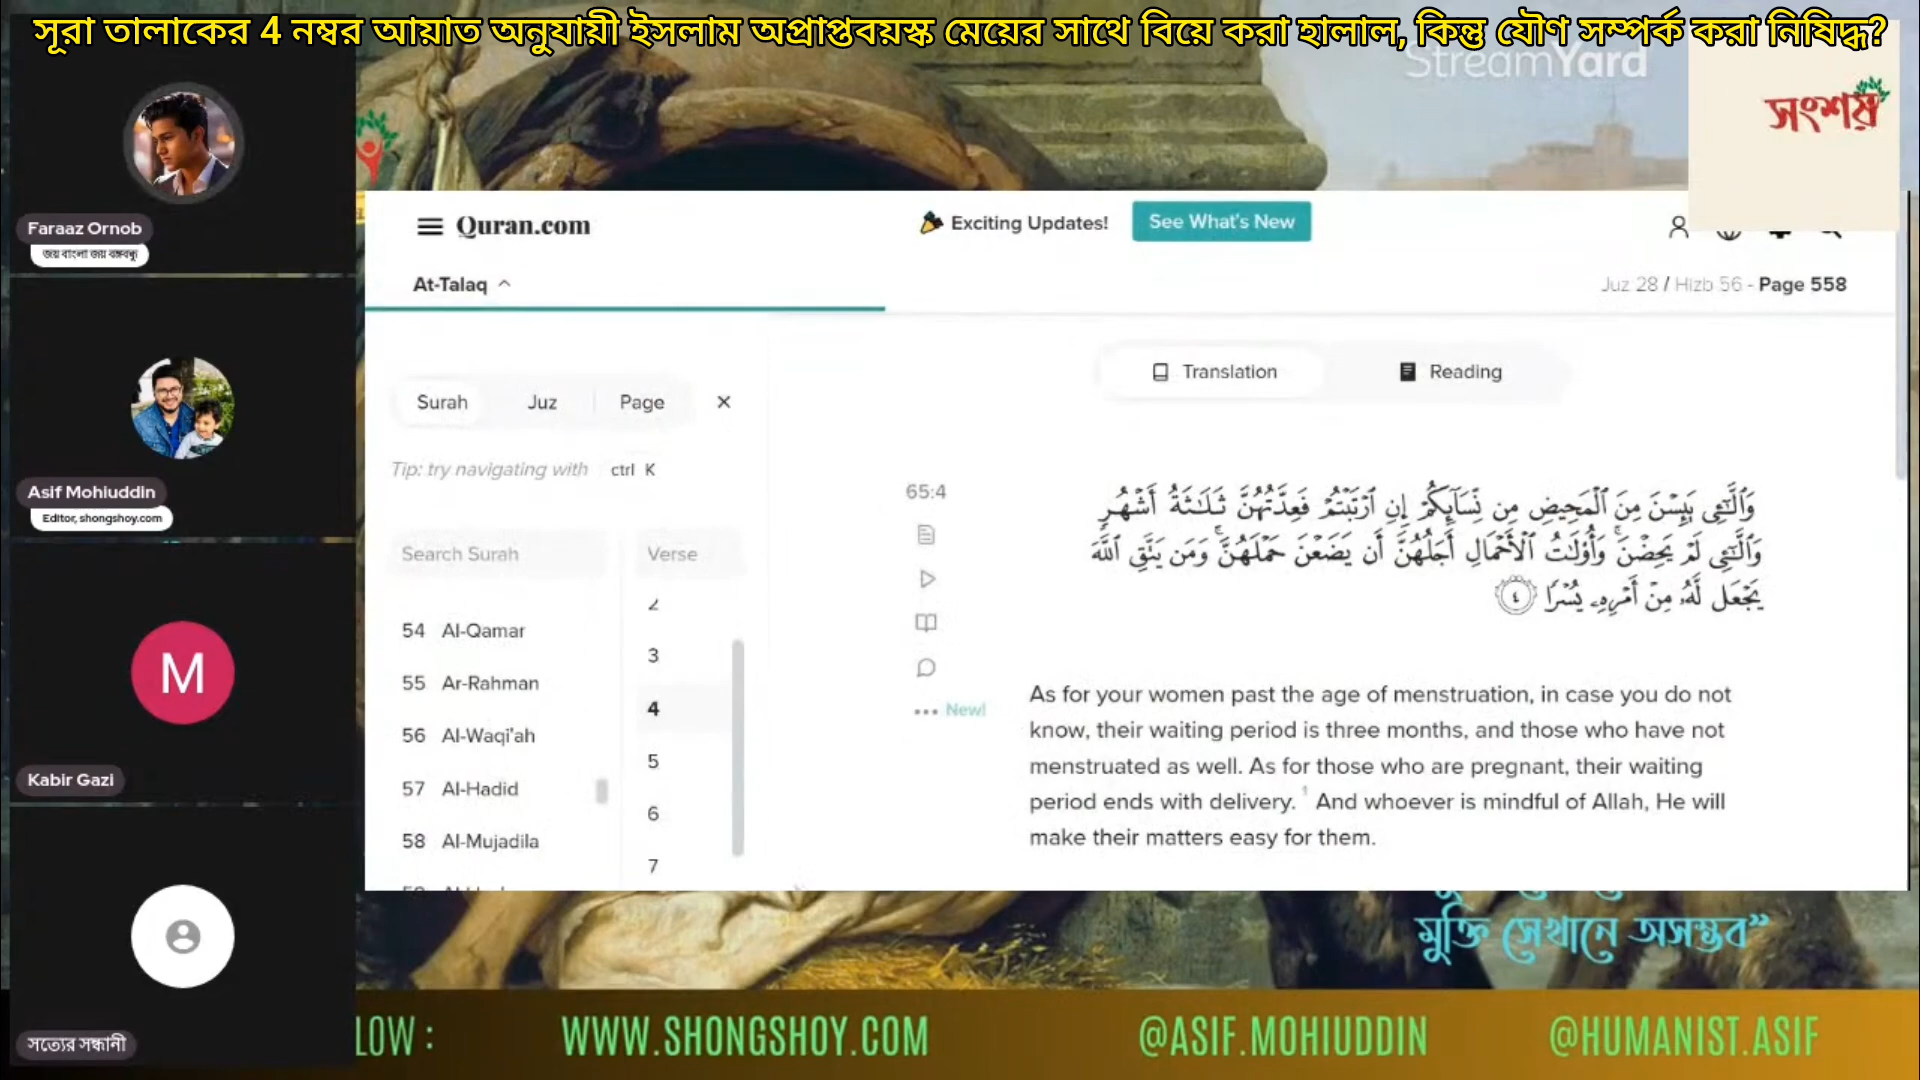 সূরা তালাকের 4 নম্বর আয়াত অনুযায়ী ইসলাম অপ্রাপ্তবয়স্ক মেয়ের সাথে বিয়ে করা হালাল, কিন্তু যৌণ সম্পর্ক করা নিষিদ্ধ?
StreamYard
সংশয়
Faraaz Ornob
জয় বাংলা জয় বঙ্গবন্ধু
Asif Mohiuddin
Editor, shongshoy.com
M
Kabir Gazi
সত্যের সন্ধানী
Quran.com
Exciting Updates!
See What's New
At-Talaq
Juz 28 / Hizb 56 - Page 558
Surah Juz Page
Tip: try navigating with ctrl K
Search Surah
Verse
54 Al-Qamar
55 Ar-Rahman
56 Al-Waqi'ah
57 Al-Hadid
58 Al-Mujadila
2
3
4
5
6
7
Translation
Reading
65:4
New!
وَٱلَّـٰٓـِٔى يَئِسْنَ مِنَ ٱلْمَحِيضِ مِن نِّسَآئِكُمْ إِنِ ٱرْتَبْتُمْ فَعِدَّتُهُنَّ ثَلَـٰثَةُ أَشْهُرٍ
وَٱلَّـٰٓـِٔى لَمْ يَحِضْنَ ۚ وَأُو۟لَـٰتُ ٱلْأَحْمَالِ أَجَلُهُنَّ أَن يَضَعْنَ حَمْلَهُنَّ ۚ وَمَن يَتَّقِ ٱللَّهَ
يَجْعَل لَّهُۥ مِنْ أَمْرِهِۦ يُسْرًا ٤
As for your women past the age of menstruation, in case you do not
know, their waiting period is three months, and those who have not
menstruated as well. As for those who are pregnant, their waiting
period ends with delivery. 1 And whoever is mindful of Allah, He will
make their matters easy for them.
মুক্তি সেখানে অসম্ভব”
LOW :
WWW.SHONGSHOY.COM
@ASIF.MOHIUDDIN
@HUMANIST.ASIF